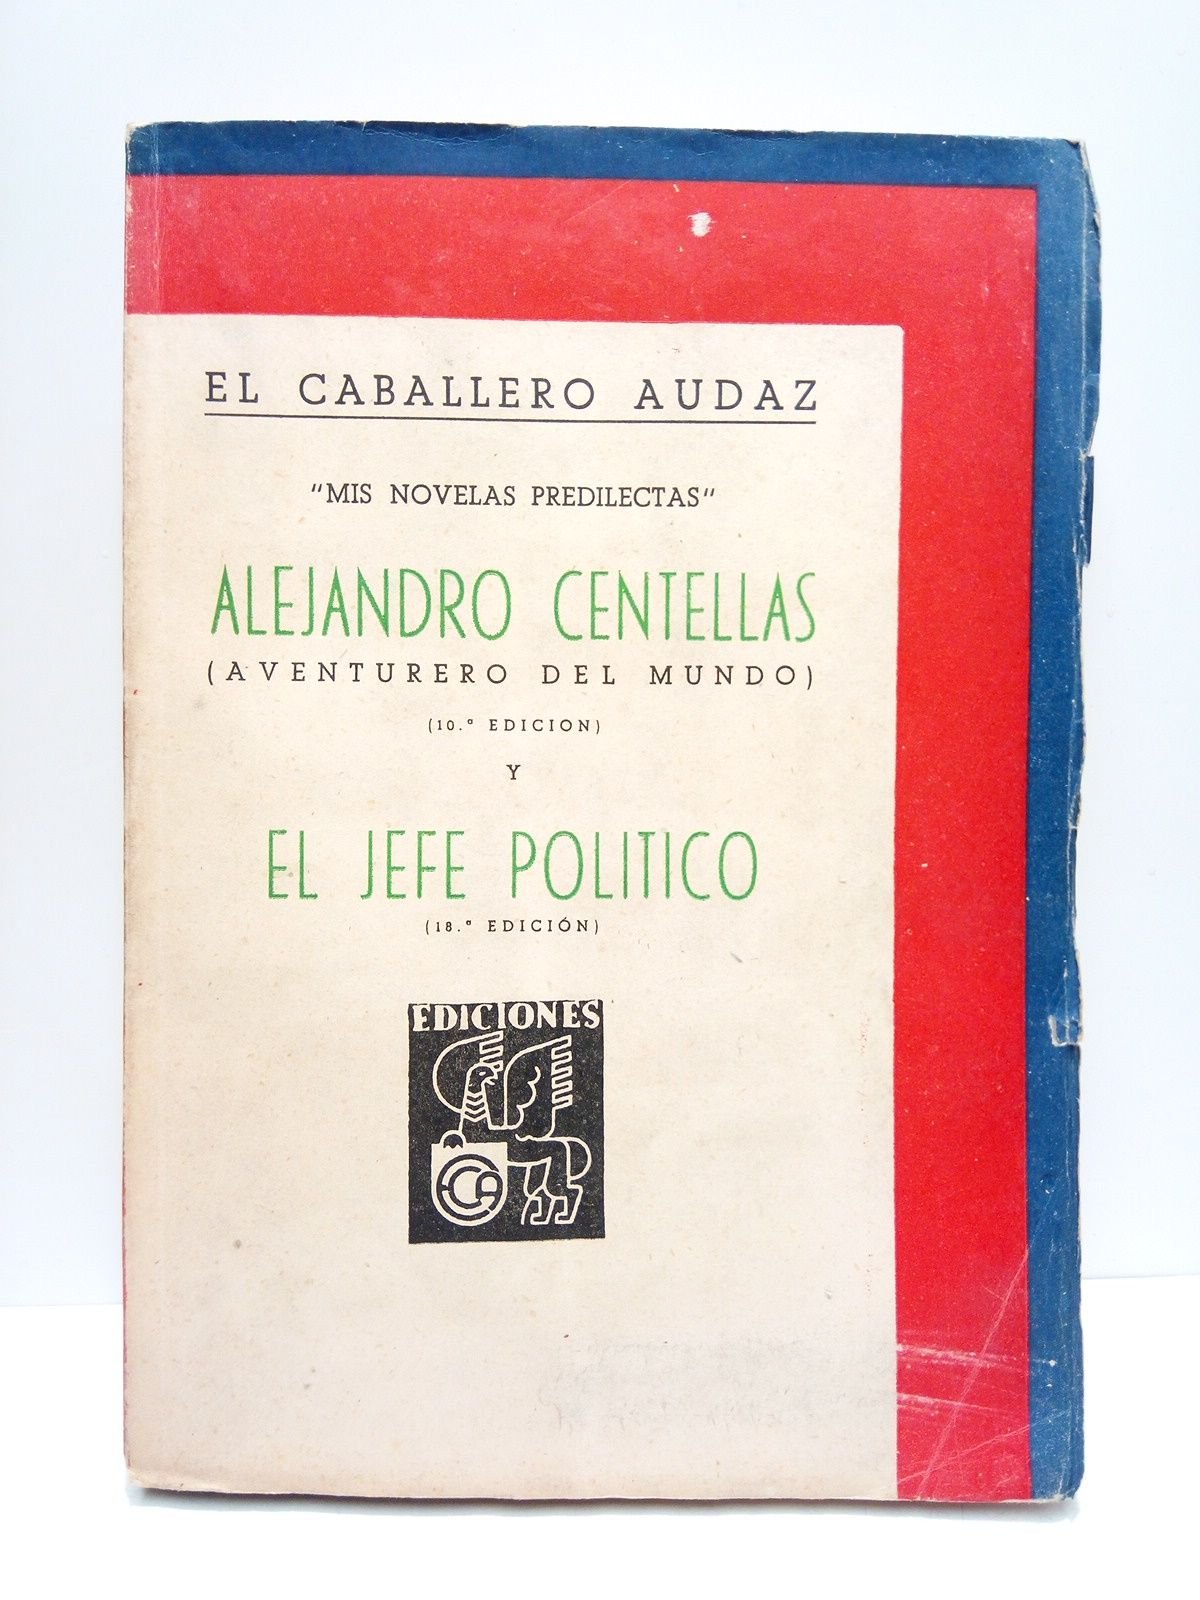 EL CABALLERO AUDAZ
"MIS NOVELAS PREDILECTAS"
ALEJANDRO CENTELLAS
(AVENTURERO DEL MUNDO)
(10.ª EDICION)
Y
EL JEFE POLITICO
(18.ª EDICIÓN)
EDICIONES
ECA